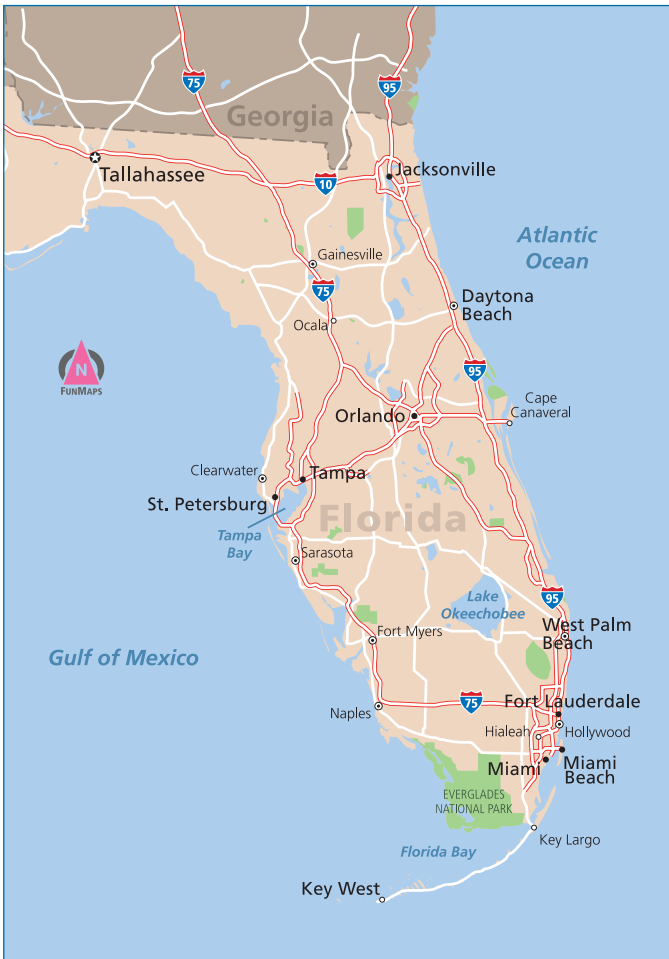 75
95
Georgia
Tallahassee
10
Jacksonville
Atlantic
Ocean
Gainesville
75
Daytona
Beach
Ocala
N
FUNMAPS
95
Cape
Canaveral
Orlando
Clearwater
Tampa
St. Petersburg
Florida
Tampa
Bay
Sarasota
Lake
Okeechobee
95
West Palm
Beach
Fort Myers
Gulf of Mexico
75
Fort Lauderdale
Naples
Hialeah
Hollywood
Miami
Miami
Beach
EVERGLADES
NATIONAL PARK
Key Largo
Florida Bay
Key West